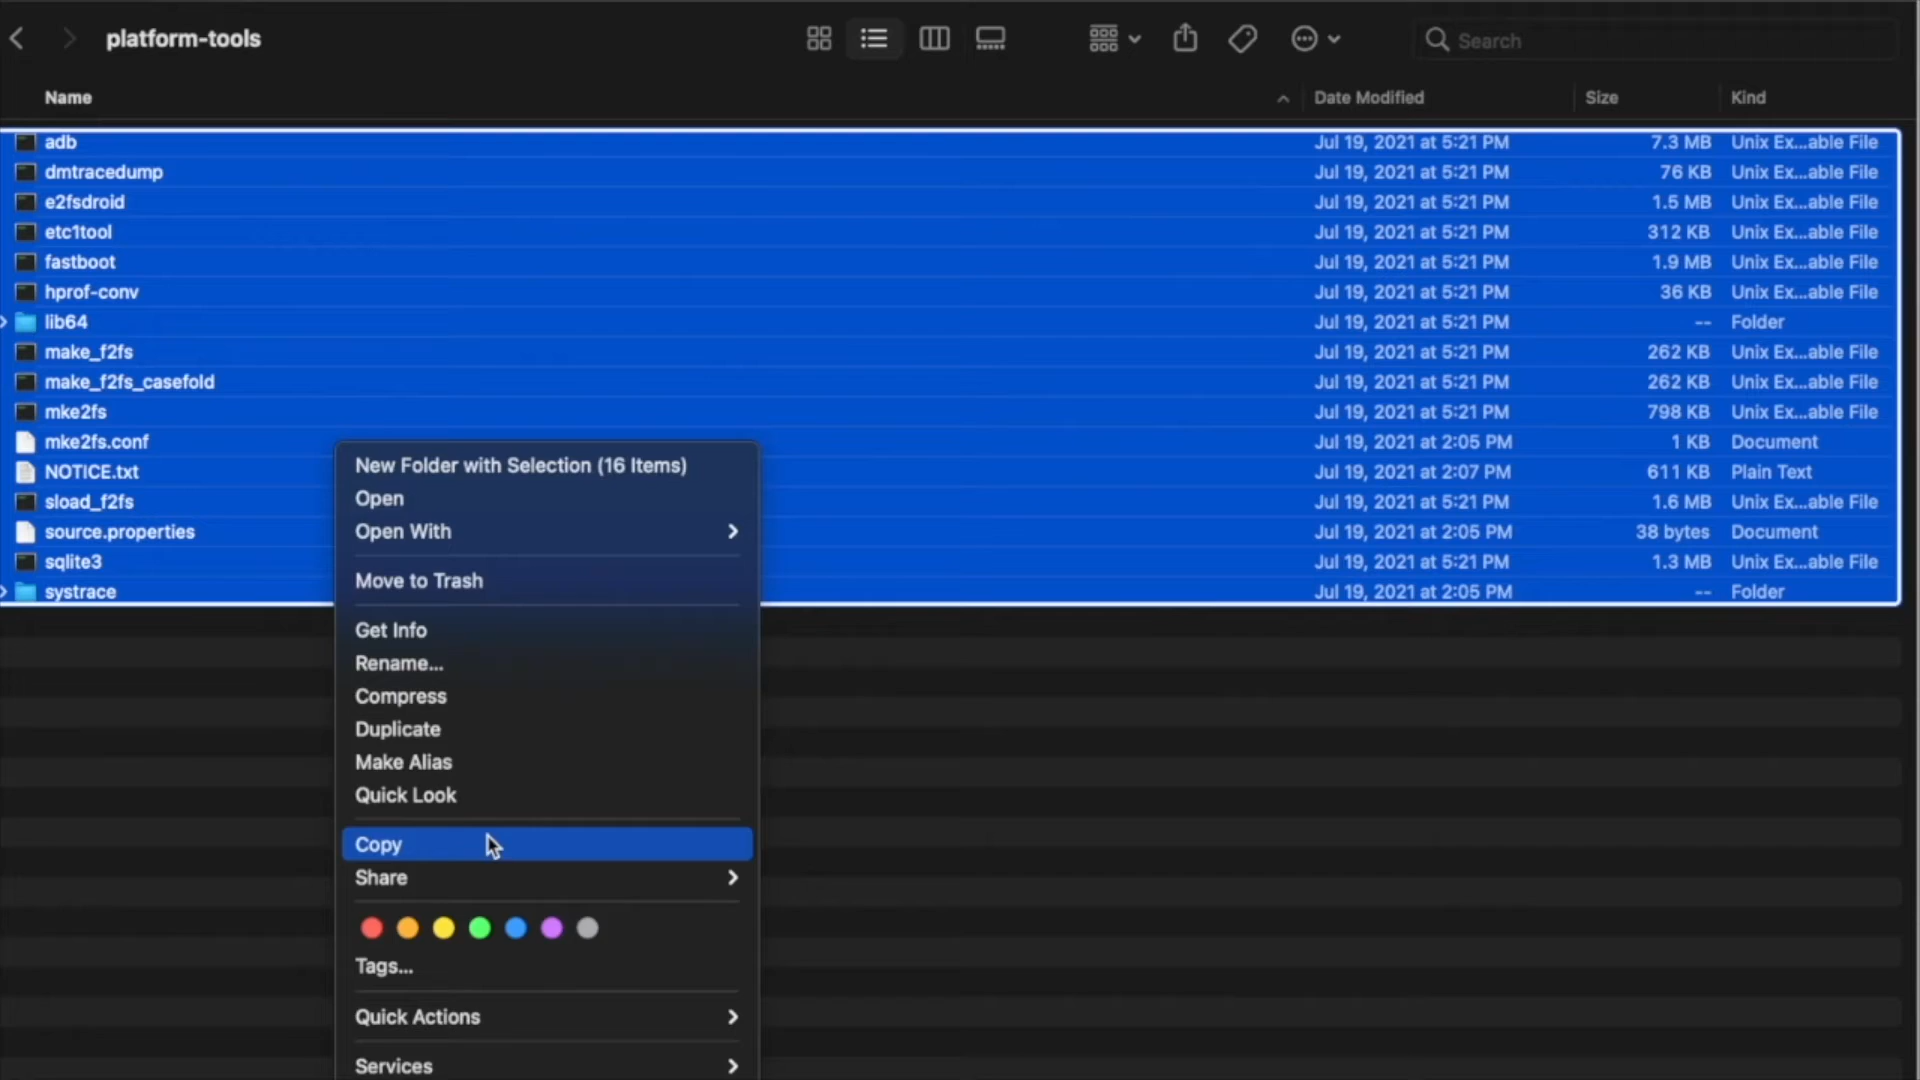 platform-tools
Search
Name Date Modified Size Kind
adb Jul 19, 2021 at 5:21 PM 7.3 MB Unix Ex...able File
dmtracedump Jul 19, 2021 at 5:21 PM 76 KB Unix Ex...able File
e2fsdroid Jul 19, 2021 at 5:21 PM 1.5 MB Unix Ex...able File
etc1tool Jul 19, 2021 at 5:21 PM 312 KB Unix Ex...able File
fastboot Jul 19, 2021 at 5:21 PM 1.9 MB Unix Ex...able File
hprof-conv Jul 19, 2021 at 5:21 PM 36 KB Unix Ex...able File
lib64 Jul 19, 2021 at 5:21 PM -- Folder
make_f2fs Jul 19, 2021 at 5:21 PM 262 KB Unix Ex...able File
make_f2fs_casefold Jul 19, 2021 at 5:21 PM 262 KB Unix Ex...able File
mke2fs Jul 19, 2021 at 5:21 PM 798 KB Unix Ex...able File
mke2fs.conf Jul 19, 2021 at 2:05 PM 1 KB Document
NOTICE.txt Jul 19, 2021 at 2:07 PM 611 KB Plain Text
sload_f2fs Jul 19, 2021 at 5:21 PM 1.6 MB Unix Ex...able File
source.properties Jul 19, 2021 at 2:05 PM 38 bytes Document
sqlite3 Jul 19, 2021 at 5:21 PM 1.3 MB Unix Ex...able File
systrace Jul 19, 2021 at 2:05 PM -- Folder
New Folder with Selection (16 Items)
Open
Open With
Move to Trash
Get Info
Rename...
Compress
Duplicate
Make Alias
Quick Look
Copy
Share
Tags...
Quick Actions
Services